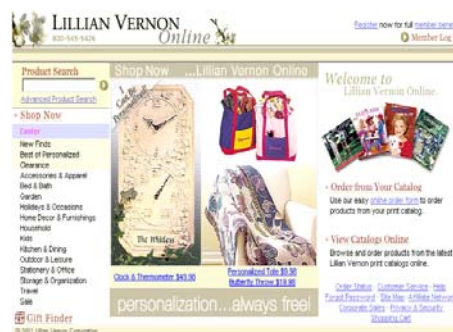 LILLIAN VERNON
Online
Register now for full member bene
Member Log
Product Search
Advanced Product Search
Shop Now
Easter
New Finds
Best of Personalized
Clearance
Accessories & Apparel
Bed & Bath
Garden
Holidays & Occasions
Home Decor & Furnishings
Household
Kids
Kitchen & Dining
Outdoor & Leisure
Stationery & Office
Storage & Organization
Travel
Sale
Gift Finder
Shop Now ...Lillian Vernon Online
I Can Be Personalized!
The Whitleys
Clock & Thermometer $49.98
Personalized Tote $9.98
Butterfly Throw $19.98
personalization...always free!
Welcome to
Lillian Vernon Online.
Order from Your Catalog
Use our easy online order form to order
products from your print catalog.
View Catalogs Online
Browse and order products from the latest
Lillian Vernon print catalogs online.
Order Status Customer Service - Help
Forgot Password Site Map Affiliate Network
Corporate Sales - Privacy & Security
Shopping Cart